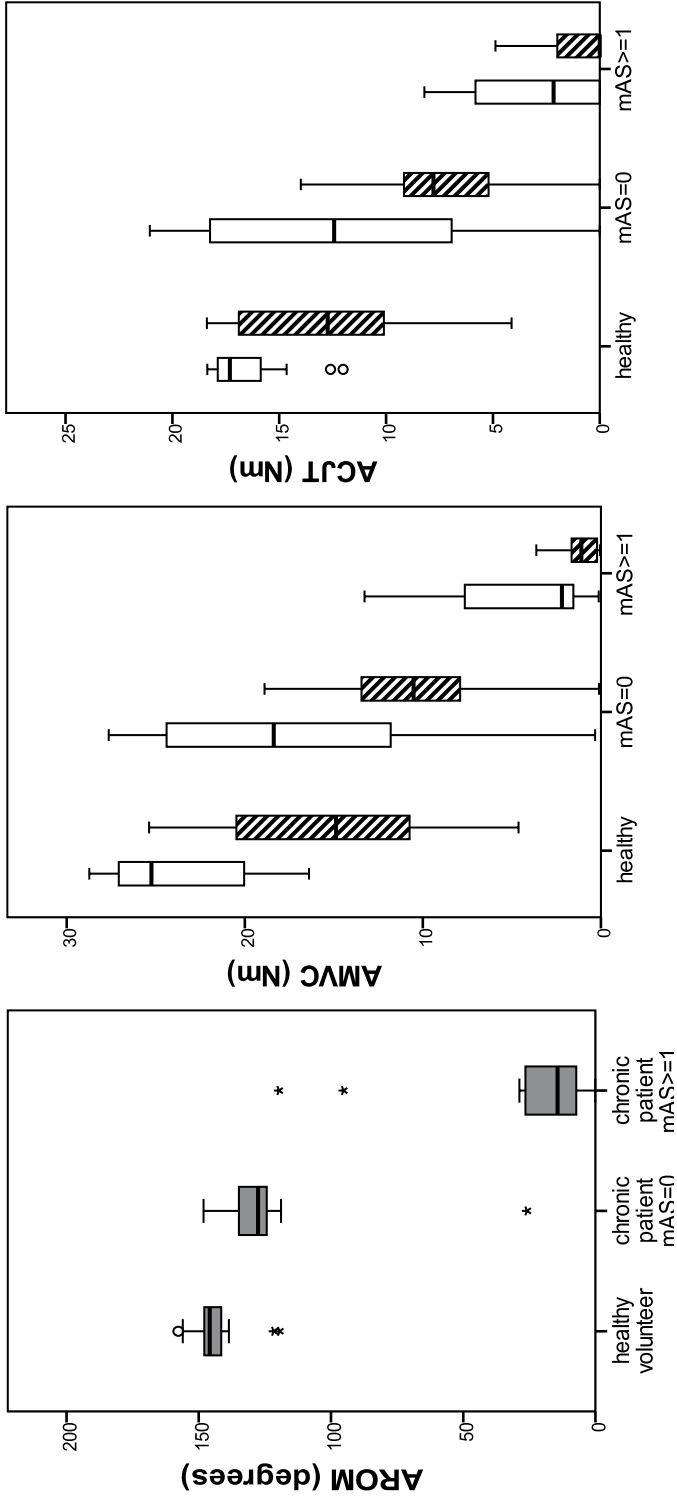 AROM (degrees)
200
150
100
50
0
healthy
volunteer
chronic
patient
mAS=0
chronic
patient
mAS>=1
AMVC (Nm)
30
20
10
0
healthy
mAS=0
mAS>=1
ACJT (Nm)
25
20
15
10
5
0
healthy
mAS=0
mAS>=1